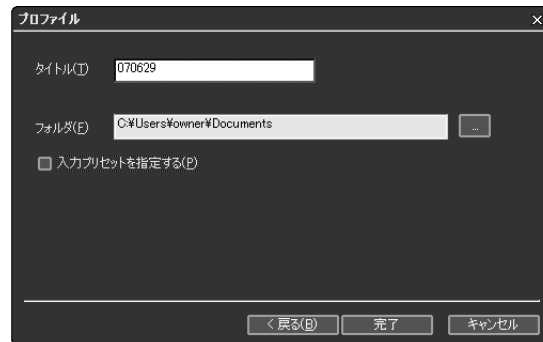 プロファイル
タイトル(T) 070629
フォルダ(F) C:¥Users¥owner¥Documents ...
入力プリセットを指定する(P)
< 戻る(B) 完了 キャンセル